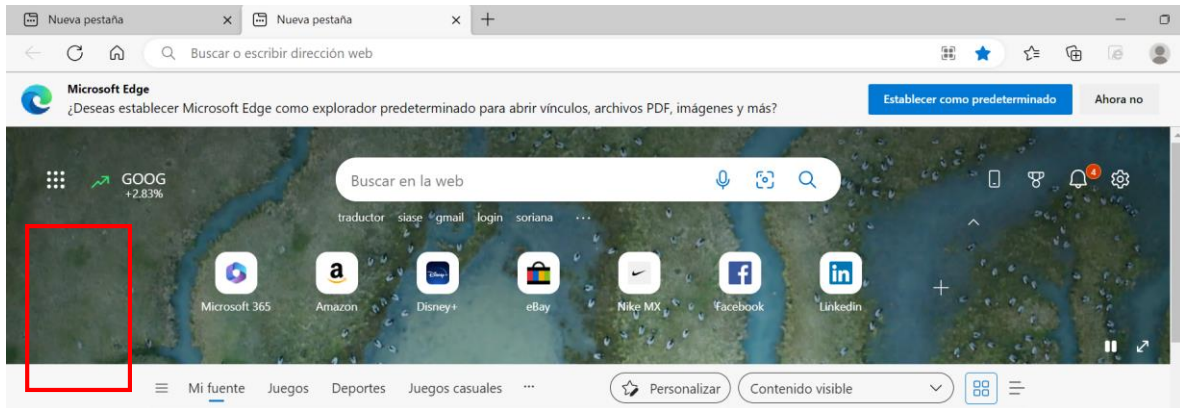 Nueva pestaña
Nueva pestaña
Buscar o escribir dirección web
Microsoft Edge
¿Deseas establecer Microsoft Edge como explorador predeterminado para abrir vínculos, archivos PDF, imágenes y más?
Establecer como predeterminado
Ahora no
GOOG
+2.83%
Buscar en la web
4
traductor siase gmail login soriana ...
a
Disney+
f
in
Microsoft 365
Amazon
Disney+
eBay
Nike MX
Facebook
Linkedin
Mi fuente Juegos Deportes Juegos casuales ...
Personalizar
Contenido visible